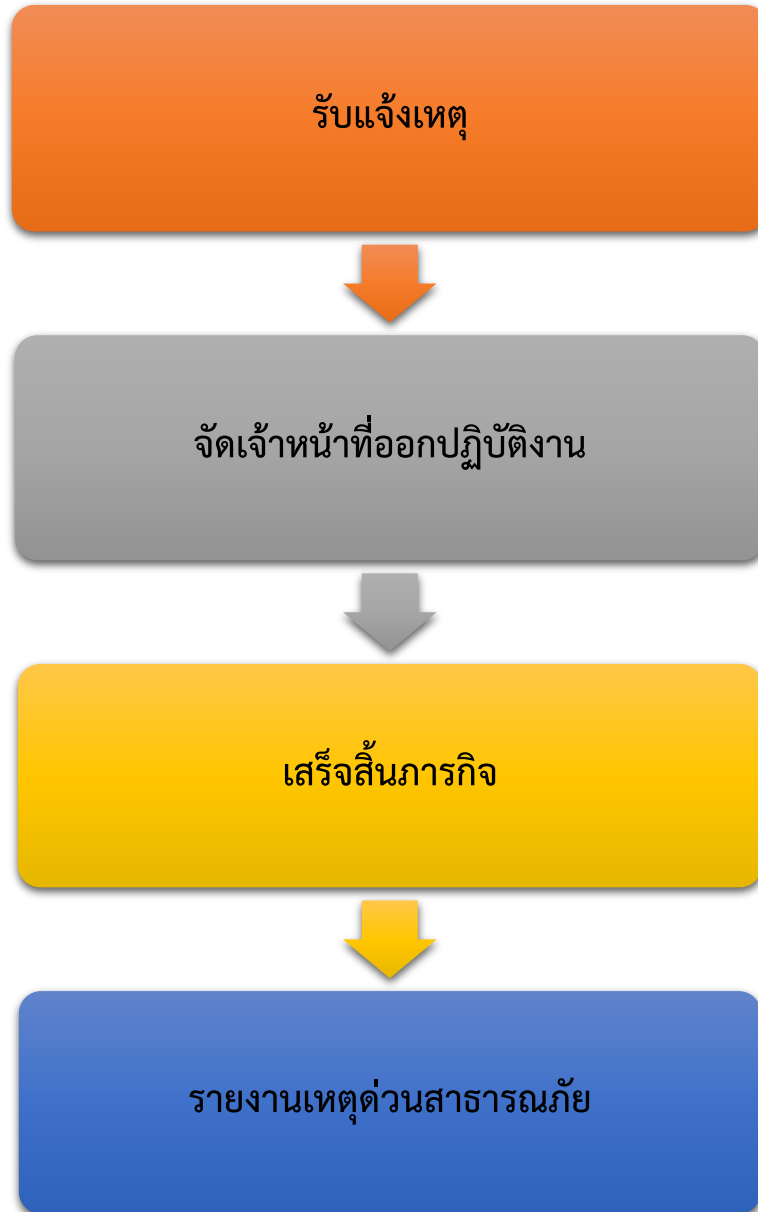 รับแจ้งเหตุ
จัดเจ้าหน้าที่ออกปฏิบัติงาน
เสร็จสิ้นภารกิจ
รายงานเหตุด่วนสาธารณภัย